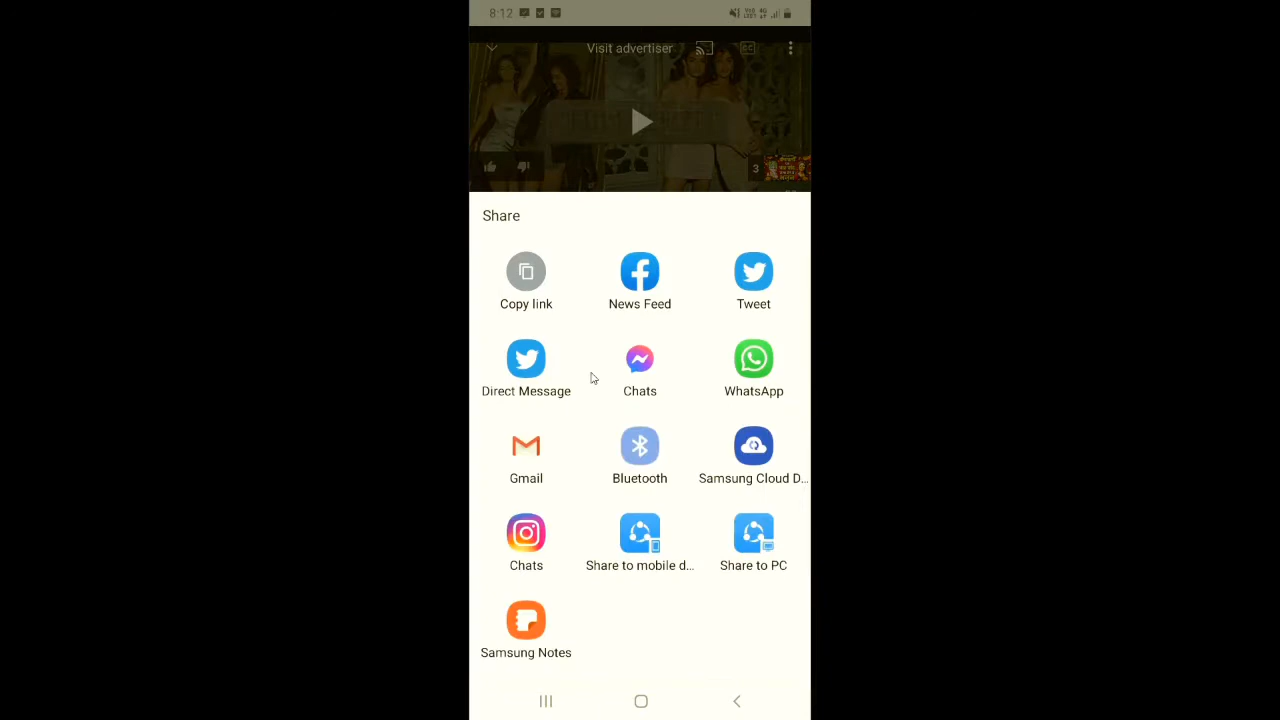 8:12
Visit advertiser
CC
3
Share
Copy link
News Feed
Tweet
Direct Message
Chats
WhatsApp
Gmail
Bluetooth
Samsung Cloud D...
Chats
Share to mobile d...
Share to PC
Samsung Notes